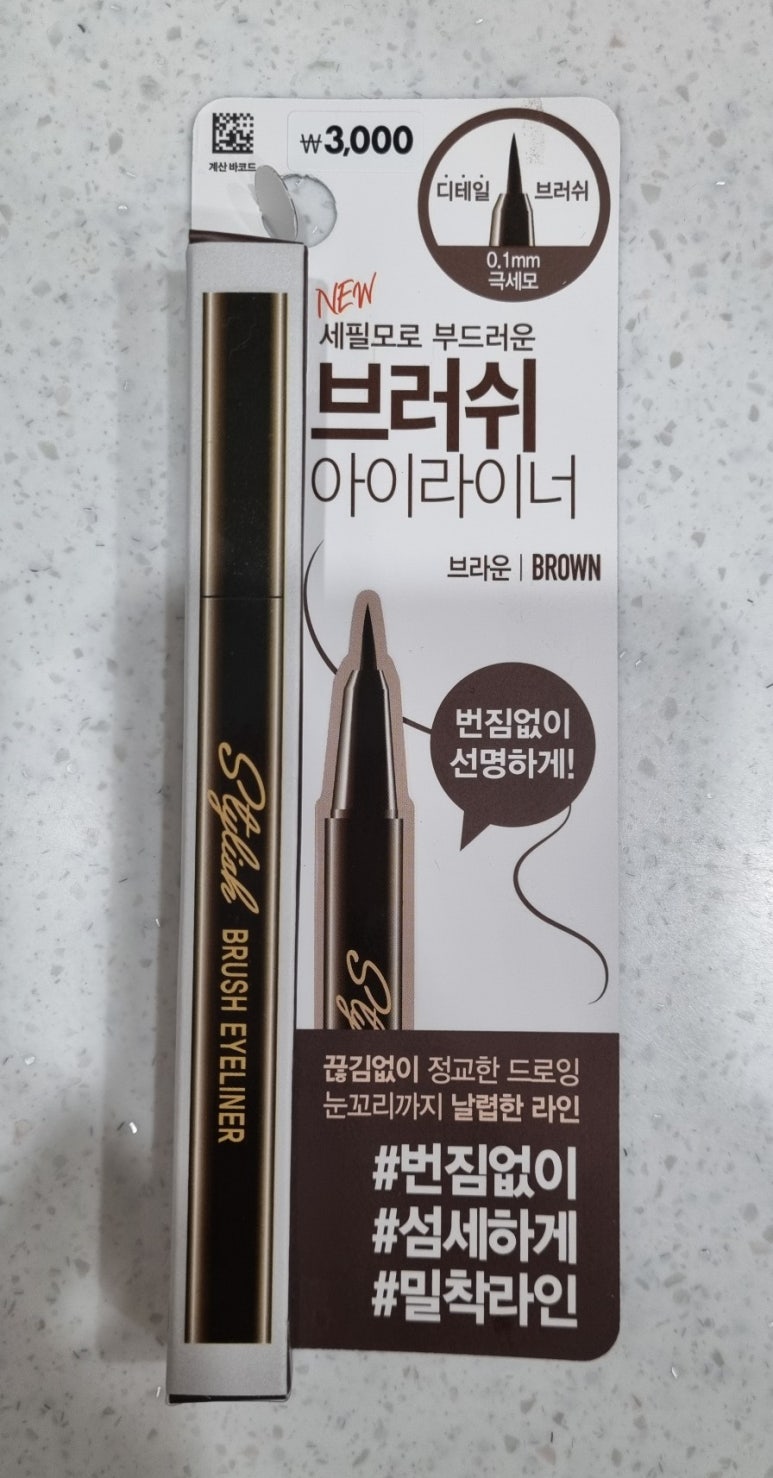 계산 바코드
₩3,000
디테일 브러쉬
0.1mm
극세모
NEW
세필모로 부드러운
브러쉬
아이라이너
브라운 | BROWN
번짐없이
선명하게!
Stylish BRUSH EYELINER
Sty
끊김없이 정교한 드로잉
눈꼬리까지 날렵한 라인
#번짐없이
#섬세하게
#밀착라인